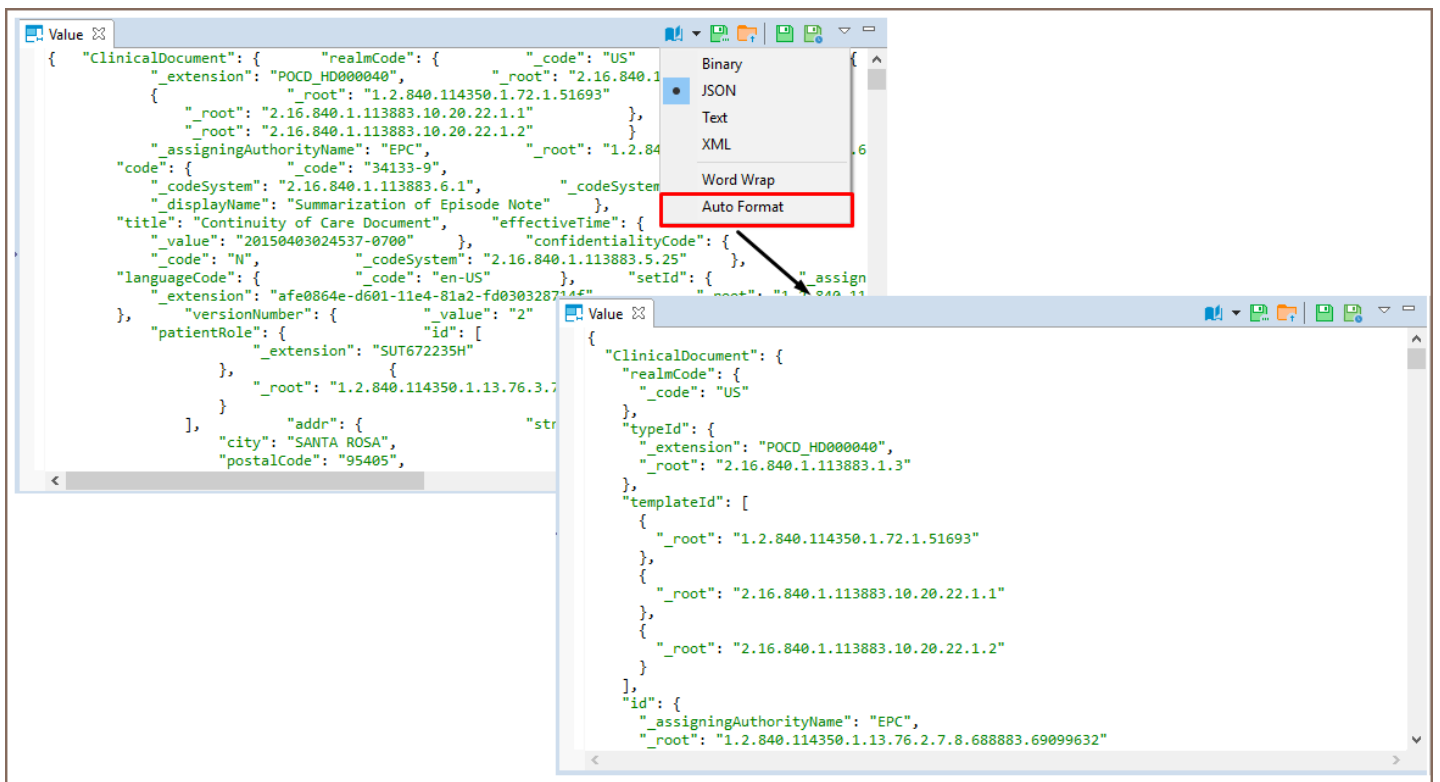 Value
{    "ClinicalDocument": {        "realmCode": {            "_code": "US"        {
"_extension": "POCD_HD000040",            "_root": "2.16.840.1
{                "_root": "1.2.840.114350.1.72.1.51693"
"_root": "2.16.840.1.113883.10.20.22.1.1"            },
"_root": "2.16.840.1.113883.10.20.22.1.2"            }
"_assigningAuthorityName": "EPC",            "_root": "1.2.84        .6
"code": {            "_code": "34133-9",
"_codeSystem": "2.16.840.1.113883.6.1",            "_codeSystem
"_displayName": "Summarization of Episode Note"        },
"title": "Continuity of Care Document",        "effectiveTime": {
"_value": "20150403024537-0700"        },        "confidentialityCode": {
"_code": "N",            "_codeSystem": "2.16.840.1.113883.5.25"        },
"languageCode": {            "_code": "en-US"        },        "setId": {            "_assign
"_extension": "afe0864e-d601-11e4-81a2-fd030328714f"            "_root": "1.2.840.11
},        "versionNumber": {            "_value": "2"
"patientRole": {                "id": [
"_extension": "SUT672235H"
},                {
"_root": "1.2.840.114350.1.13.76.3.7
}
],            "addr": {                "str
"city": "SANTA ROSA",
"postalCode": "95405",
Binary
JSON
Text
XML
Word Wrap
Auto Format
Value
{
"ClinicalDocument": {
"realmCode": {
"_code": "US"
},
"typeId": {
"_extension": "POCD_HD000040",
"_root": "2.16.840.1.113883.1.3"
},
"templateId": [
{
"_root": "1.2.840.114350.1.72.1.51693"
},
{
"_root": "2.16.840.1.113883.10.20.22.1.1"
},
{
"_root": "2.16.840.1.113883.10.20.22.1.2"
}
],
"id": {
"_assigningAuthorityName": "EPC",
"_root": "1.2.840.114350.1.13.76.2.7.8.688883.69099632"